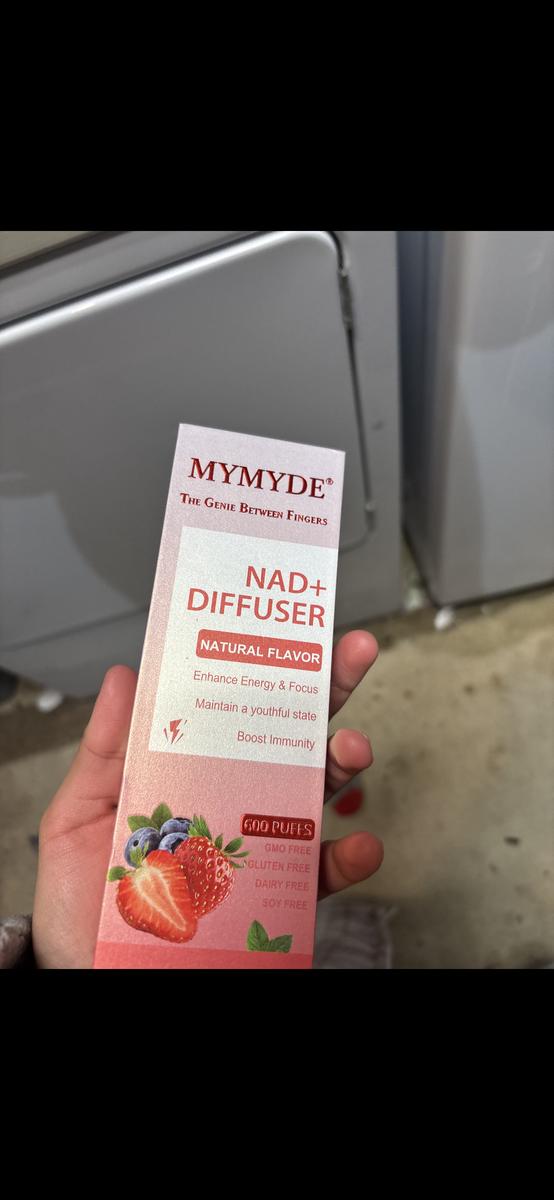 MYMYDE®
THE GENIE BETWEEN FINGERS
NAD+
DIFFUSER
NATURAL FLAVOR
Enhance Energy & Focus
Maintain a youthful state
Boost Immunity
600 PUFFS
GMO FREE
GLUTEN FREE
DAIRY FREE
SOY FREE